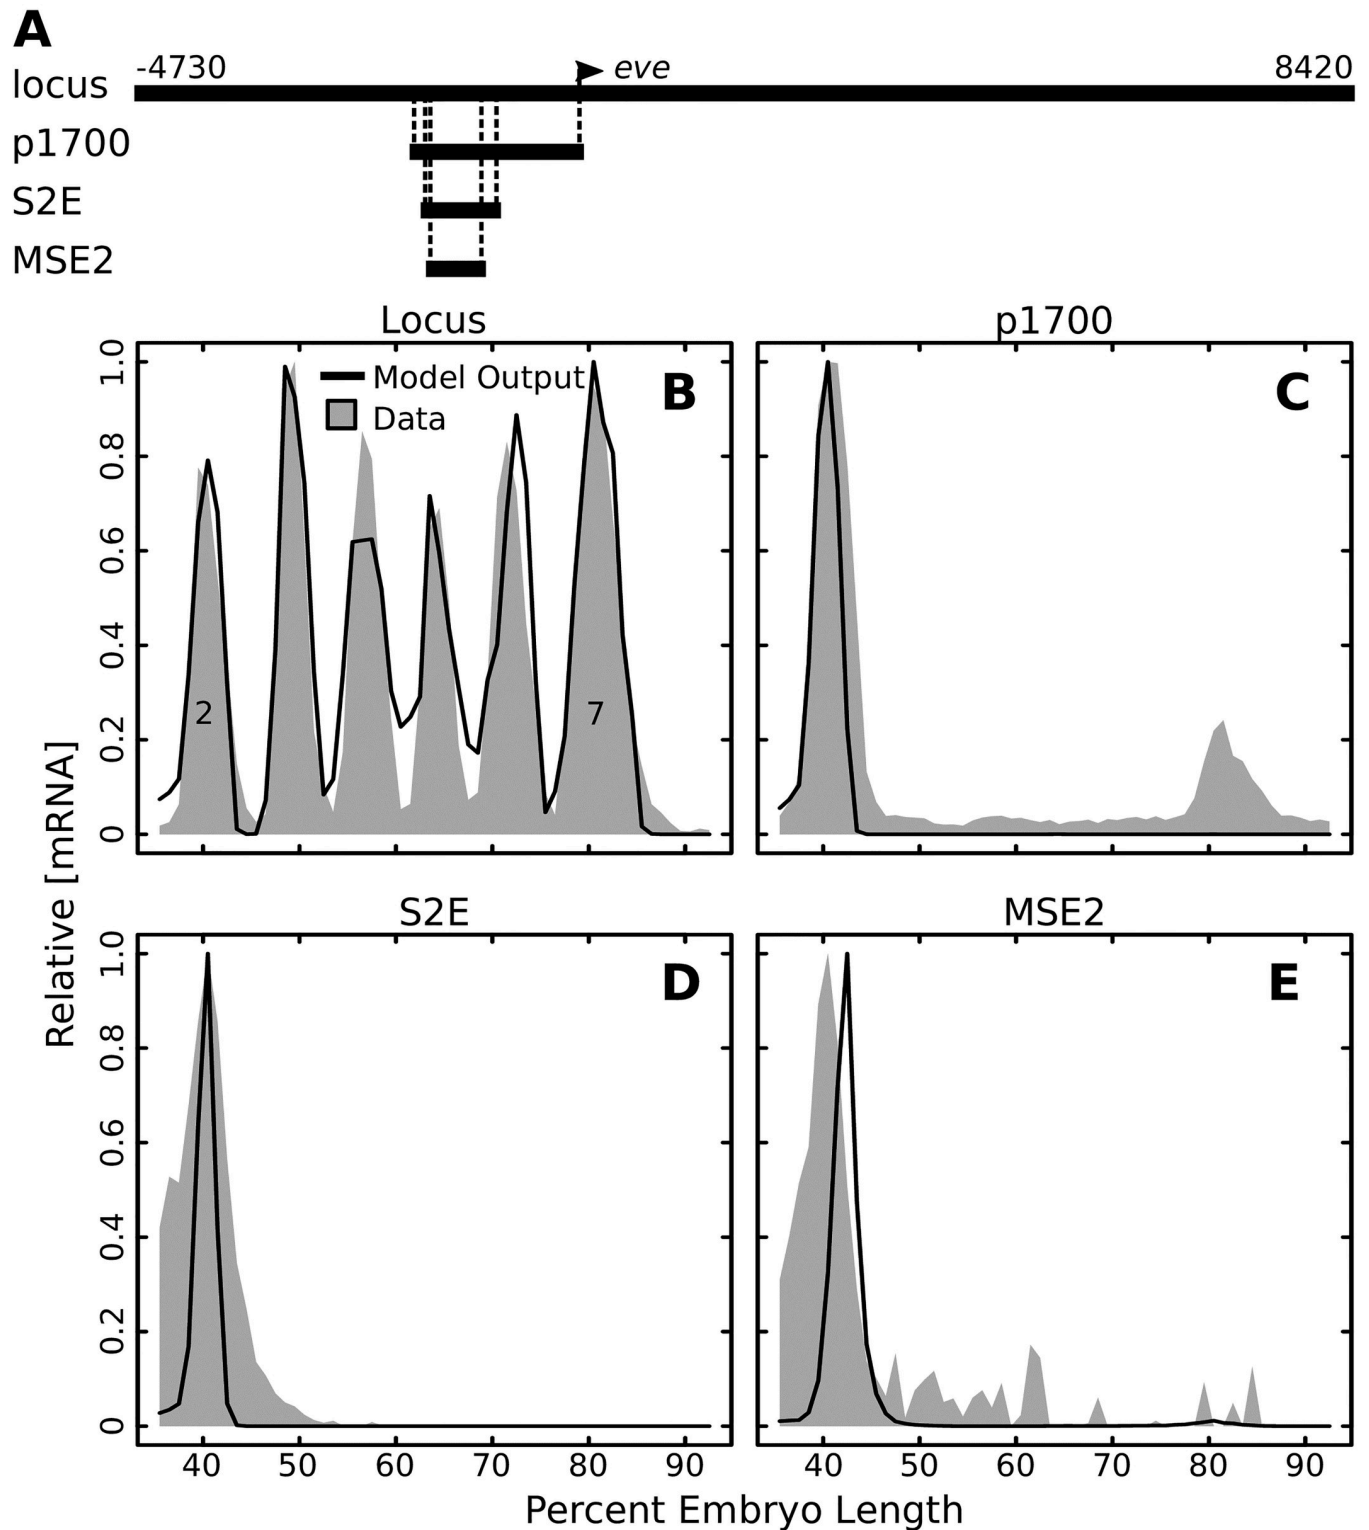 A
-4730 eve 8420
locus
p1700
S2E
MSE2
Locus p1700
1.0 0.8 0.6 0.4 0.2 0
Model Output
Data
B C
2 7
Relative [mRNA]
S2E MSE2
1.0 0.8 0.6 0.4 0.2 0
D E
40 50 60 70 80 90 40 50 60 70 80 90
Percent Embryo Length